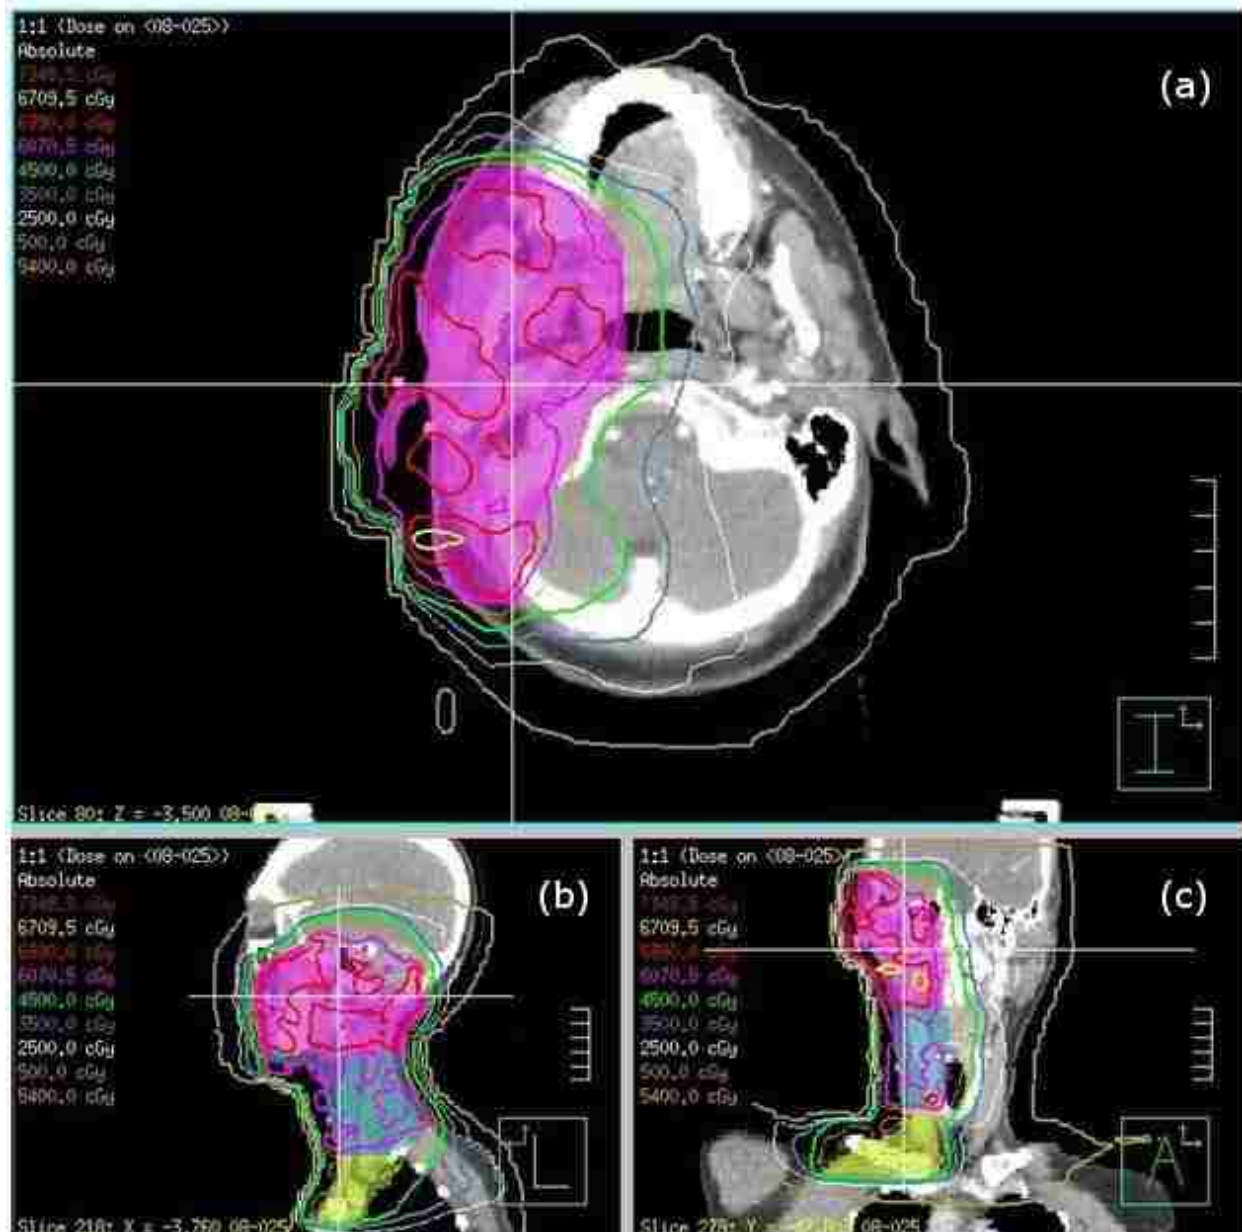 1:1 (Dose on <08-025>)
Absolute
6709.5 cGy
6070.5 cGy
4500.0 cGy
3500.0 cGy
2500.0 cGy
500.0 cGy
5400.0 cGy
(a)
Slice 80: Z = -3.500
1:1 (Dose on <08-025>)
Absolute
6709.5 cGy
6070.5 cGy
4500.0 cGy
3500.0 cGy
2500.0 cGy
500.0 cGy
5400.0 cGy
(b)
L
Slice 218: X = -3.760 08-025
1:1 (Dose on <08-025>)
Absolute
6709.5 cGy
6070.5 cGy
4500.0 cGy
3500.0 cGy
2500.0 cGy
500.0 cGy
5400.0 cGy
(c)
A
Slice 279: Y = 08-025